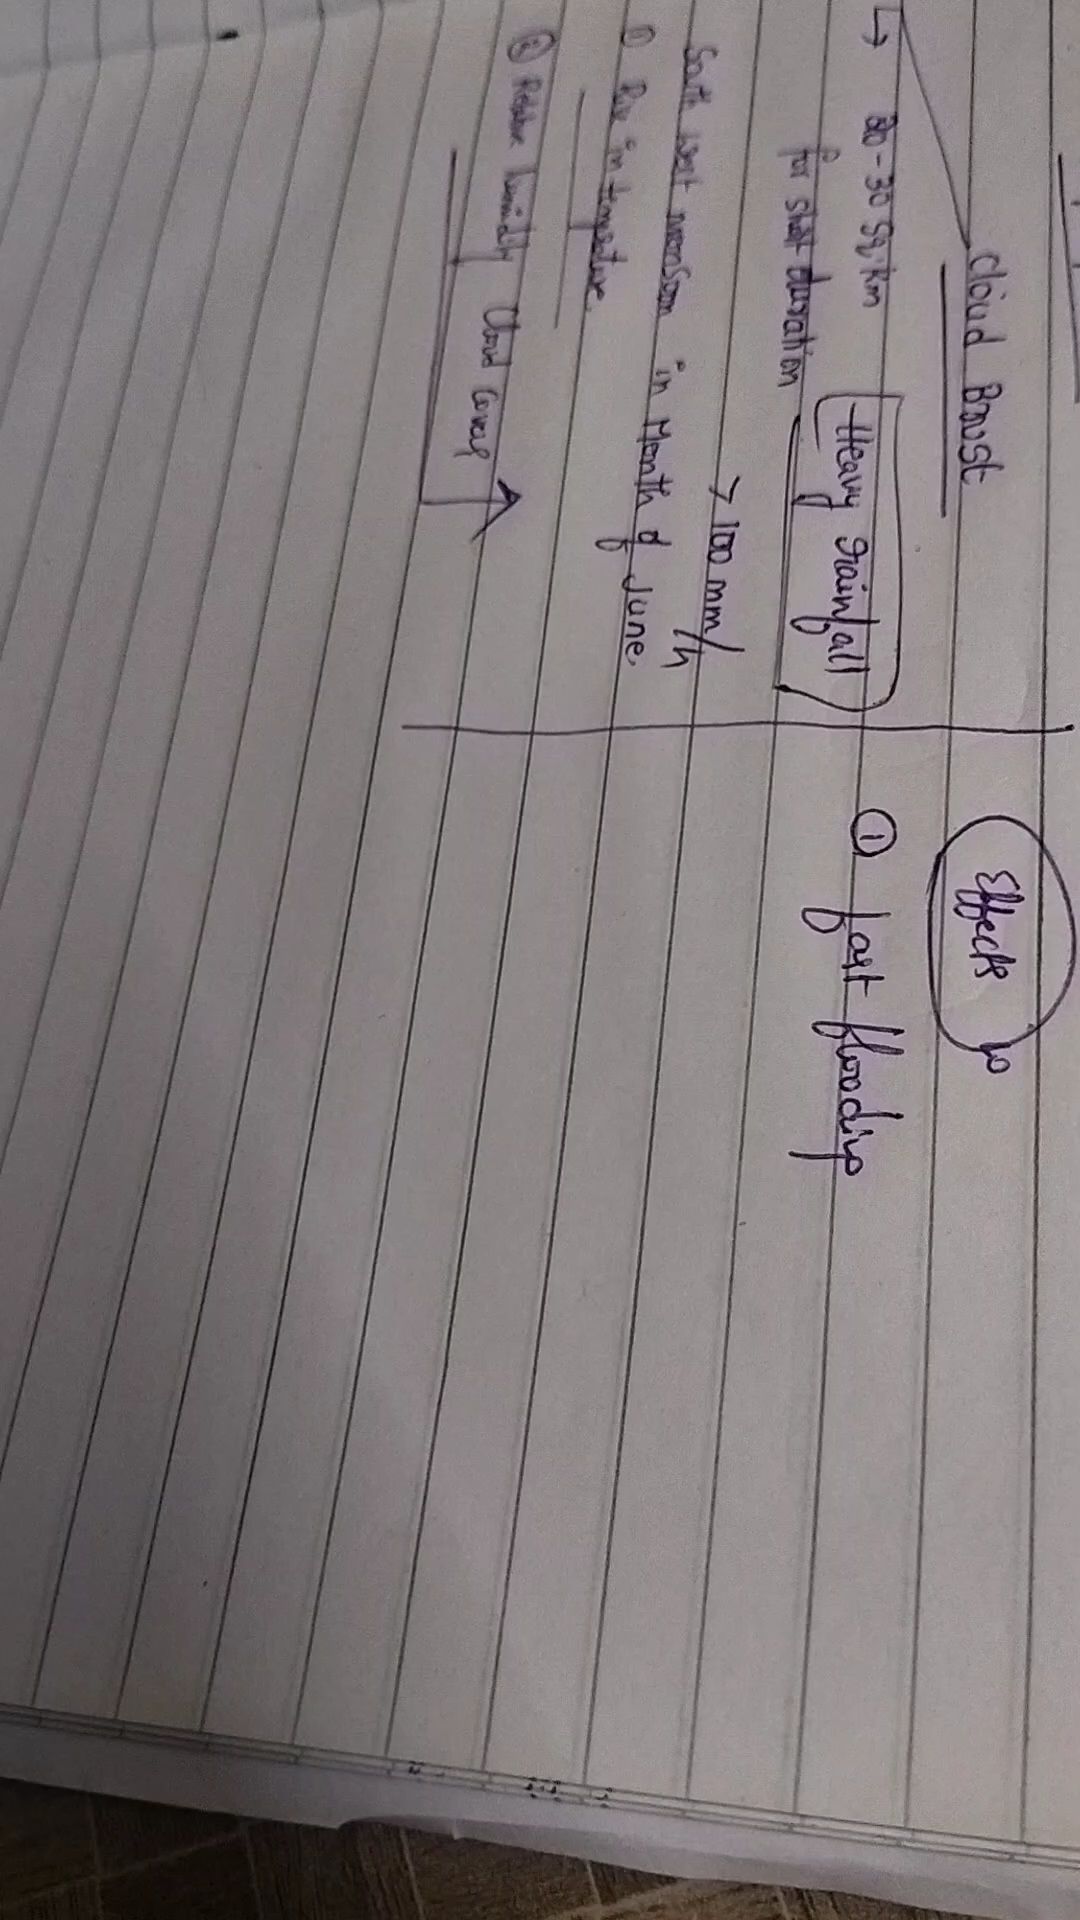 Cloud Brust
↳ 20-30 Sq. Km Heavy rainfall
for short duration
> 100 mm/h
South west monsoon in Month of June.
① Rise in temperature.
② Relative humidity Cloud cover
Effects
① fast flooding